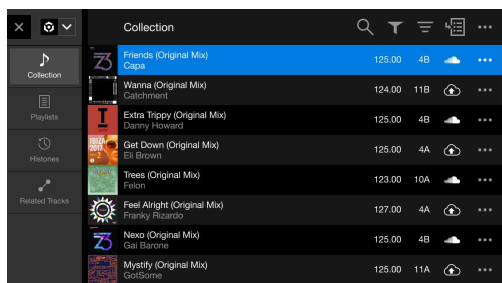 Collection
Collection
Playlists
Histories
Related Tracks
Friends (Original Mix)
Capa
125.00 4B
Wanna (Original Mix)
Catchment
124.00 11B
Extra Trippy (Original Mix)
Danny Howard
125.00 4B
IBIZA
2017
Get Down (Original Mix)
Eli Brown
125.00 4A
Trees (Original Mix)
Felon
123.00 10A
Feel Alright (Original Mix)
Franky Rizardo
127.00 4A
Nexo (Original Mix)
Gai Barone
125.00 4B
Mystify (Original Mix)
GotSome
125.00 11A